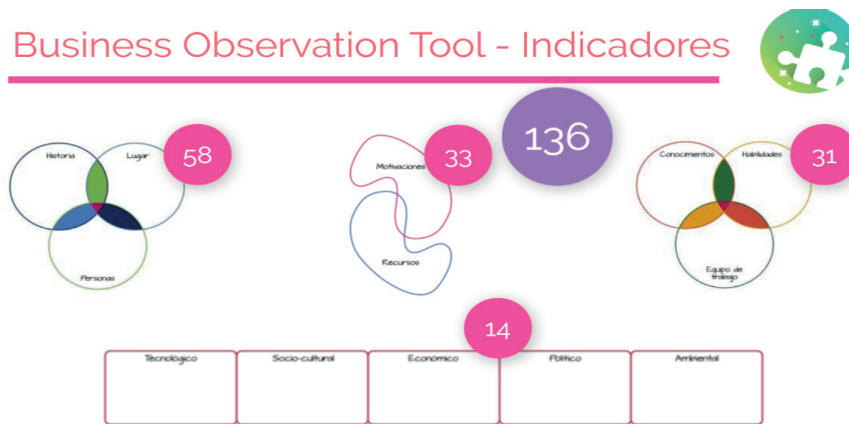 Business Observation Tool - Indicadores
Historia
Lugar
58
Personas
Motivaciones
33
136
Recursos
Conocimientos
Habilidades
31
Equipo de
trabajo
14
Tecnológico
Socio-cultural
Económico
Político
Ambiental